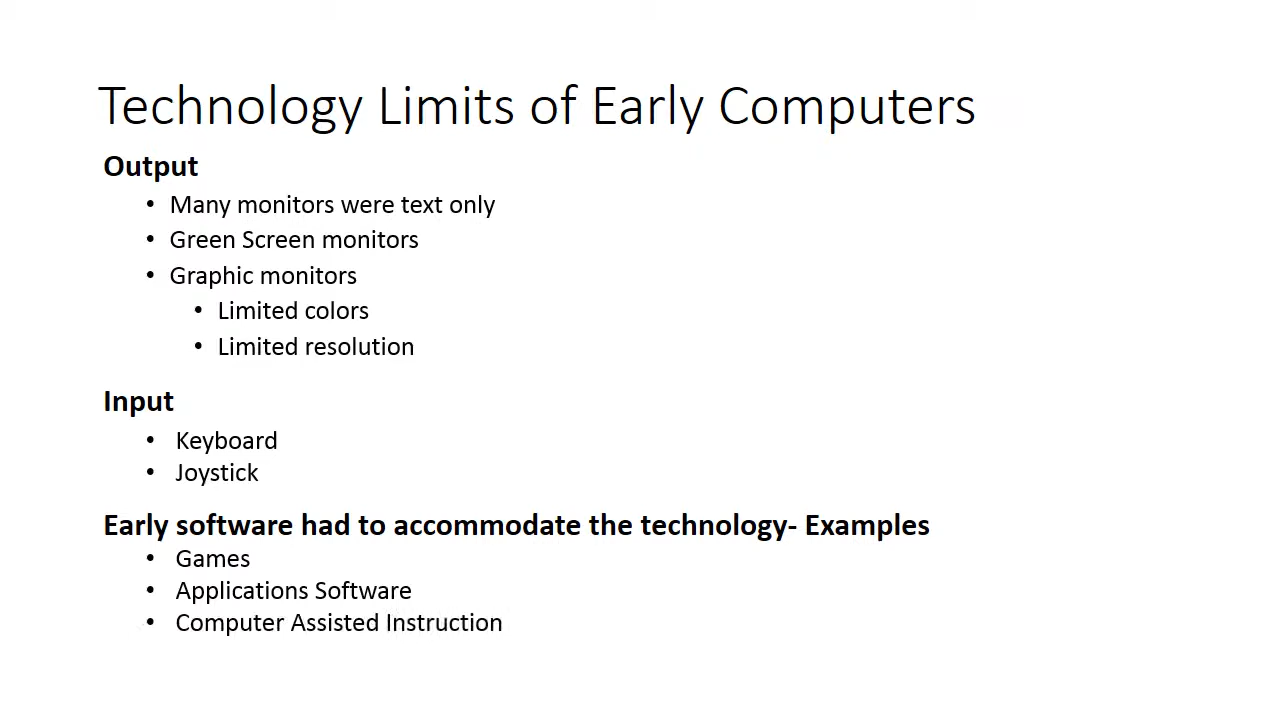 Technology Limits of Early Computers
Output
• Many monitors were text only
• Green Screen monitors
• Graphic monitors
• Limited colors
• Limited resolution
Input
• Keyboard
• Joystick
Early software had to accommodate the technology- Examples
• Games
• Applications Software
• Computer Assisted Instruction